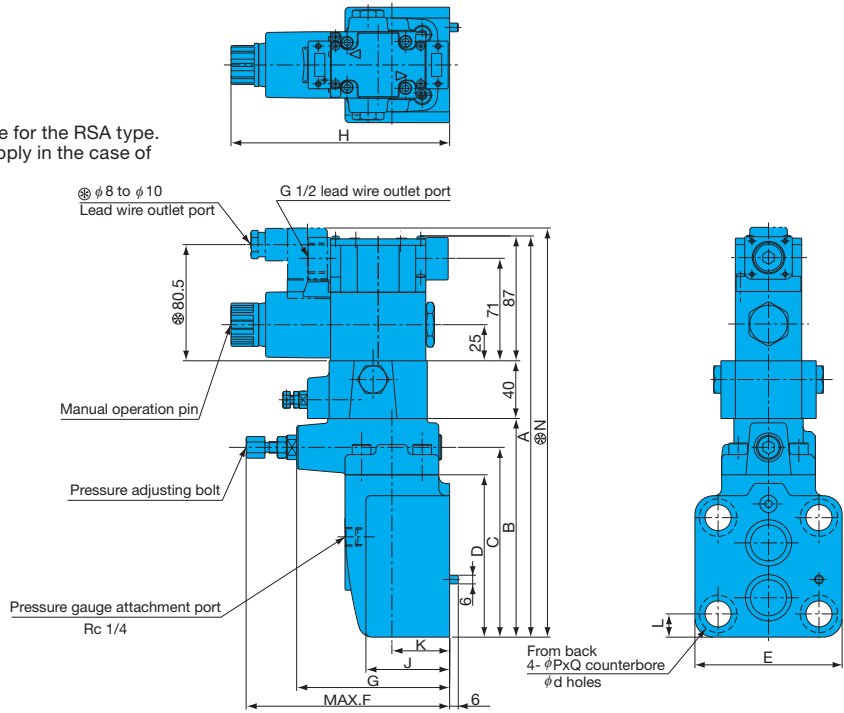 H
e for the RSA type.
pply in the case of
⊛ φ8 to φ10
Lead wire outlet port
G 1/2 lead wire outlet port
⊛ 80.5
71
87
25
40
A
⊛N
Manual operation pin
Pressure adjusting bolt
B
C
D
Pressure gauge attachment port
Rc 1/4
6
K
J
G
MAX.F
6
L
E
From back
4- φPxQ counterbore
φd holes